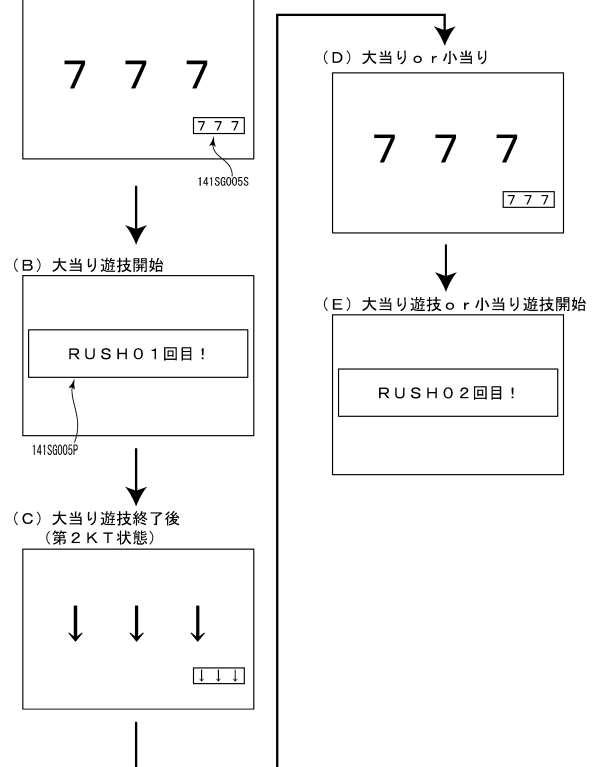 ７ ７ ７
７ ７ ７
141SG005S
（Ｂ）大当り遊技開始
ＲＵＳＨ０１回目！
141SG005P
（Ｃ）大当り遊技終了後
（第２ＫＴ状態）
↓ ↓ ↓
↓ ↓ ↓
（Ｄ）大当りｏｒ小当り
７ ７ ７
７ ７ ７
（Ｅ）大当り遊技ｏｒ小当り遊技開始
ＲＵＳＨ０２回目！